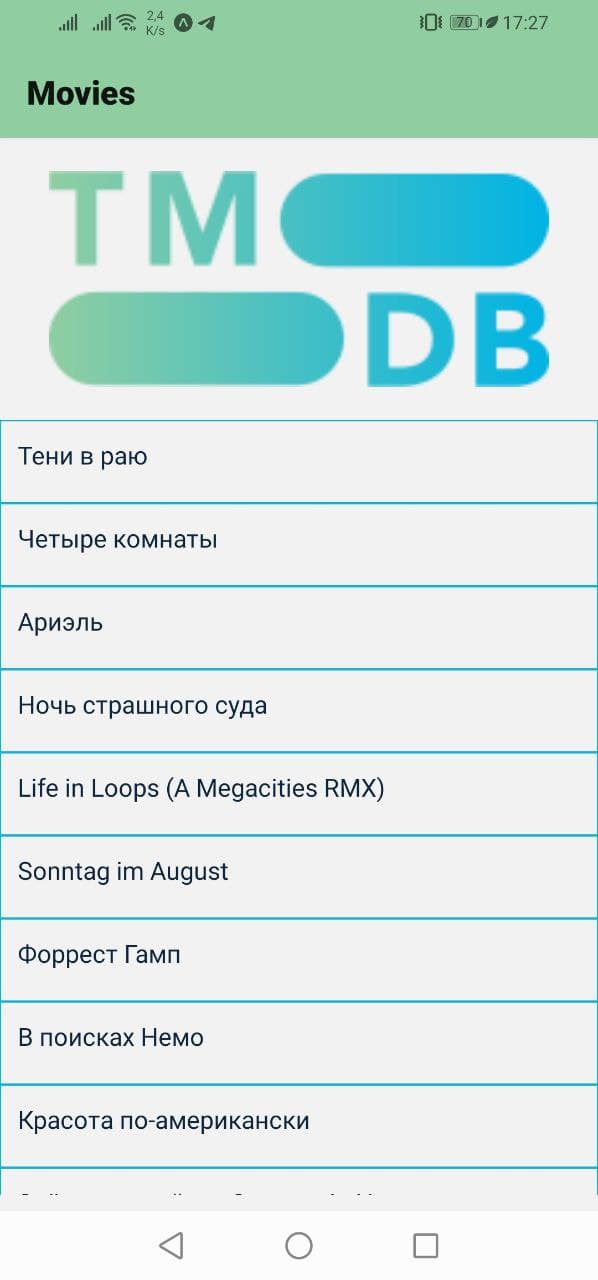 2,4
K/s
70
17:27
Movies
TM
DB
Тени в раю
Четыре комнаты
Ариэль
Ночь страшного суда
Life in Loops (A Megacities RMX)
Sonntag im August
Форрест Гамп
В поисках Немо
Красота по-американски